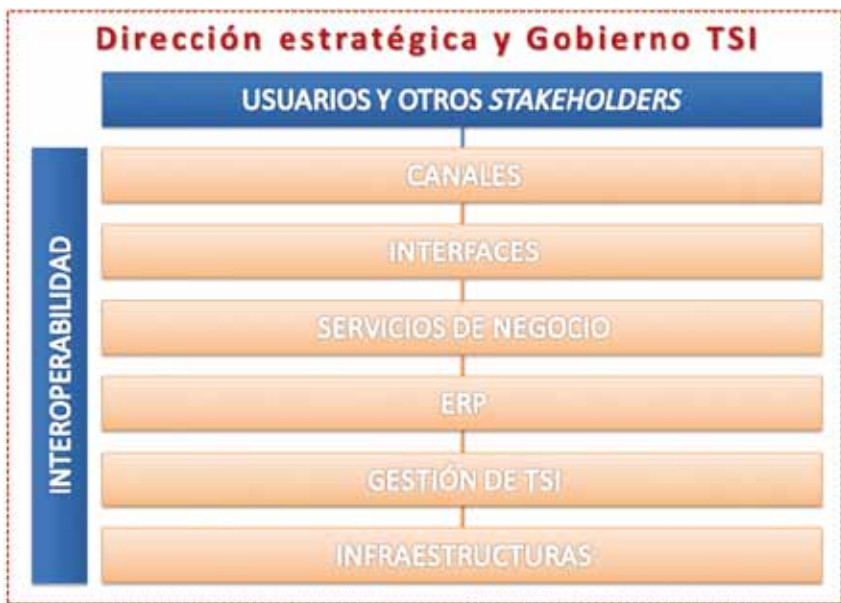 Dirección estratégica y Gobierno TSI
USUARIOS Y OTROS STAKEHOLDERS
INTEROPERABILIDAD
CANALES
INTERFACES
SERVICIOS DE NEGOCIO
ERP
GESTIÓN DE TSI
INFRAESTRUCTURAS